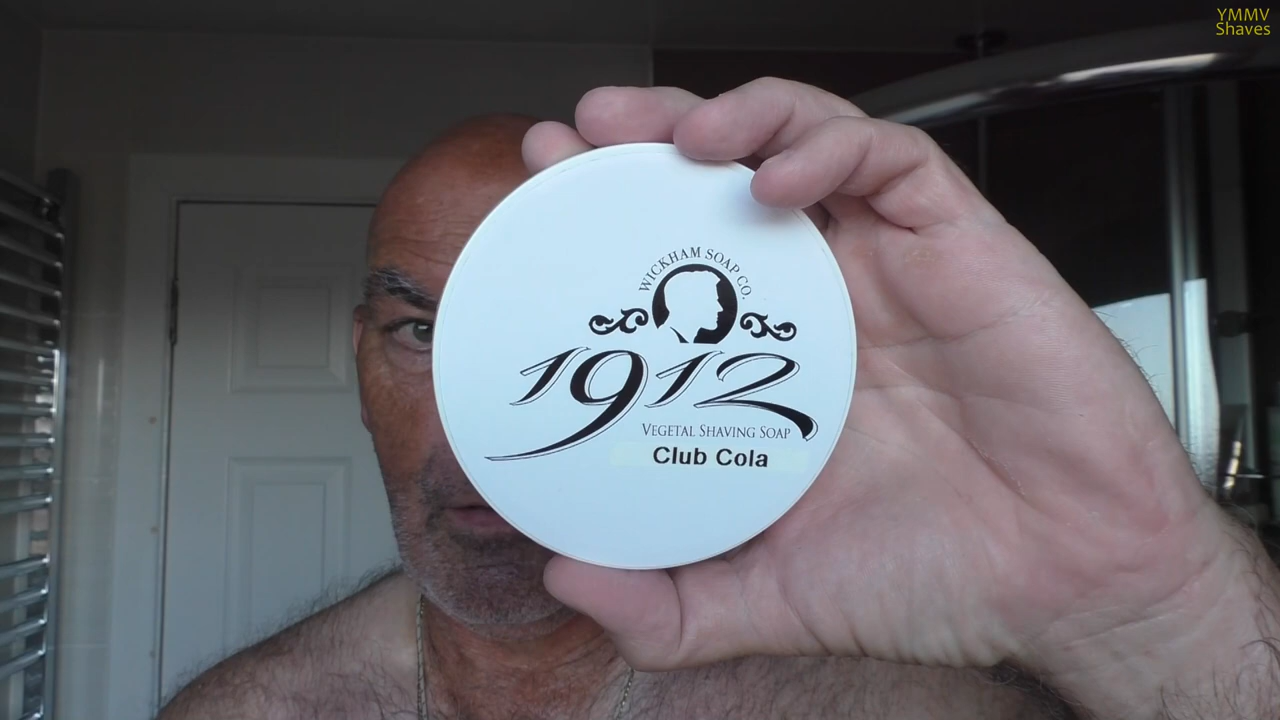 YMMV
Shaves
WICKHAM SOAP CO.
1912
VEGETAL SHAVING SOAP
Club Cola